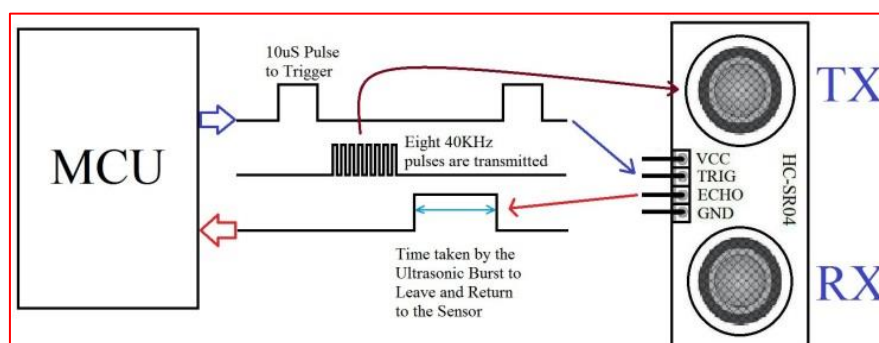 10uS Pulse
to Trigger
MCU
Eight 40KHz
pulses are transmitted
Time taken by the
Ultrasonic Burst to
Leave and Return
to the Sensor
TX
VCC
TRIG
ECHO
GND
HC-SR04
RX